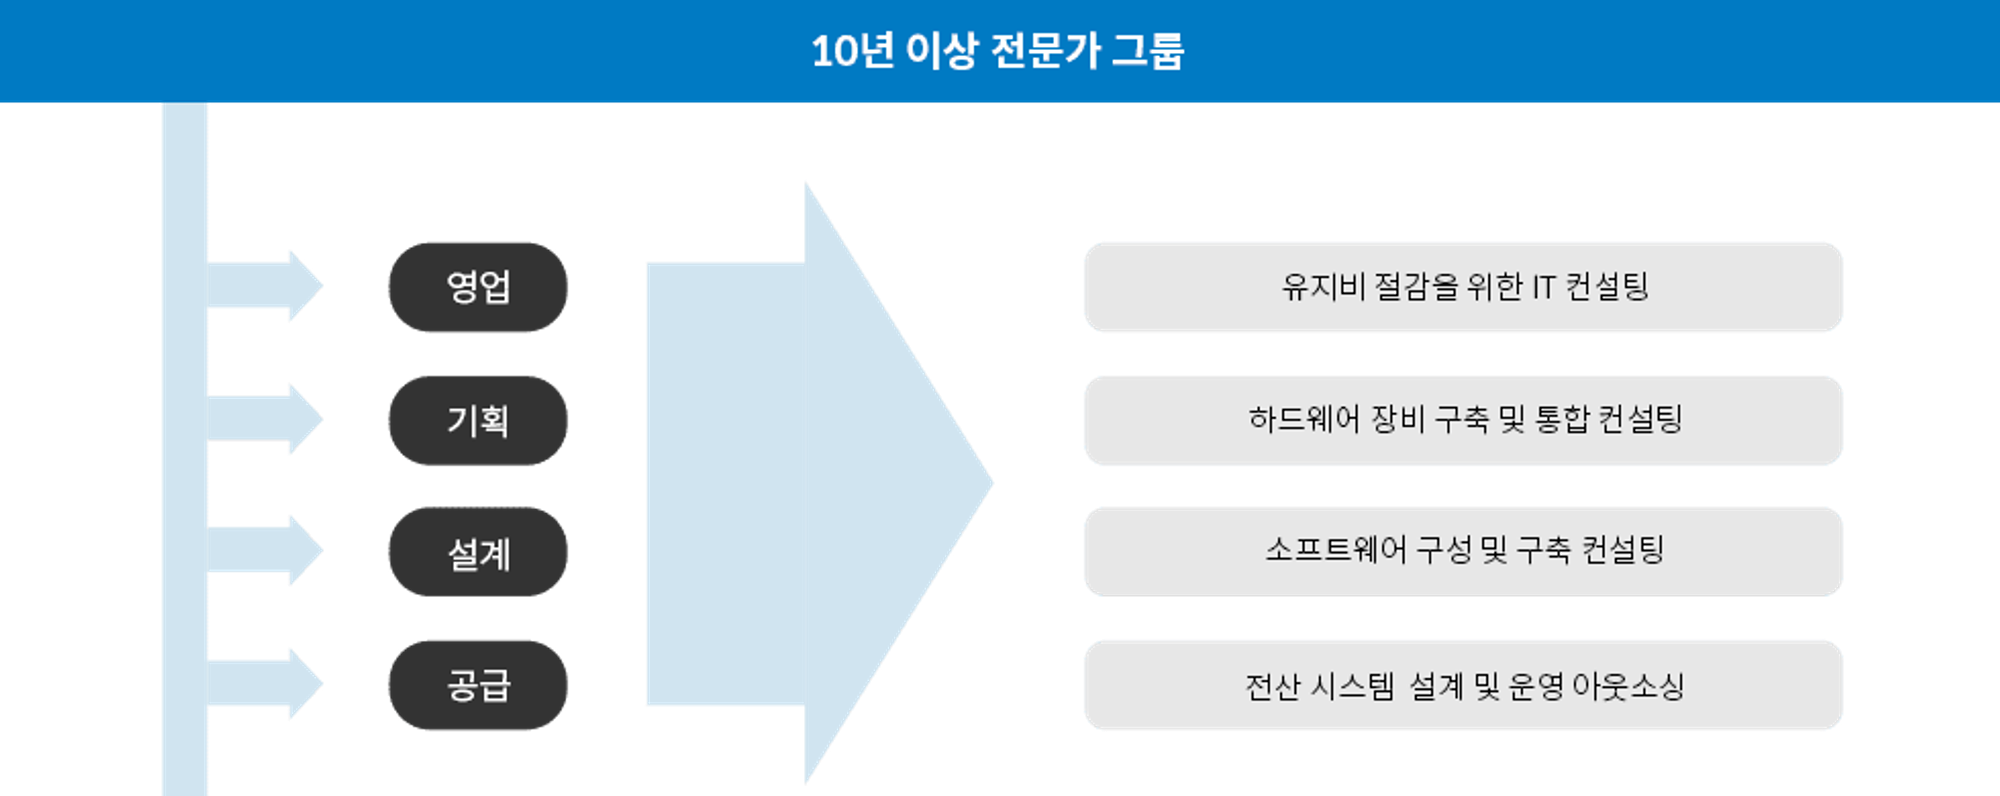 10년 이상 전문가 그룹
영업
유지비 절감을 위한 IT 컨설팅
기획
하드웨어 장비 구축 및 통합 컨설팅
설계
소프트웨어 구성 및 구축 컨설팅
공급
전산 시스템 설계 및 운영 아웃소싱